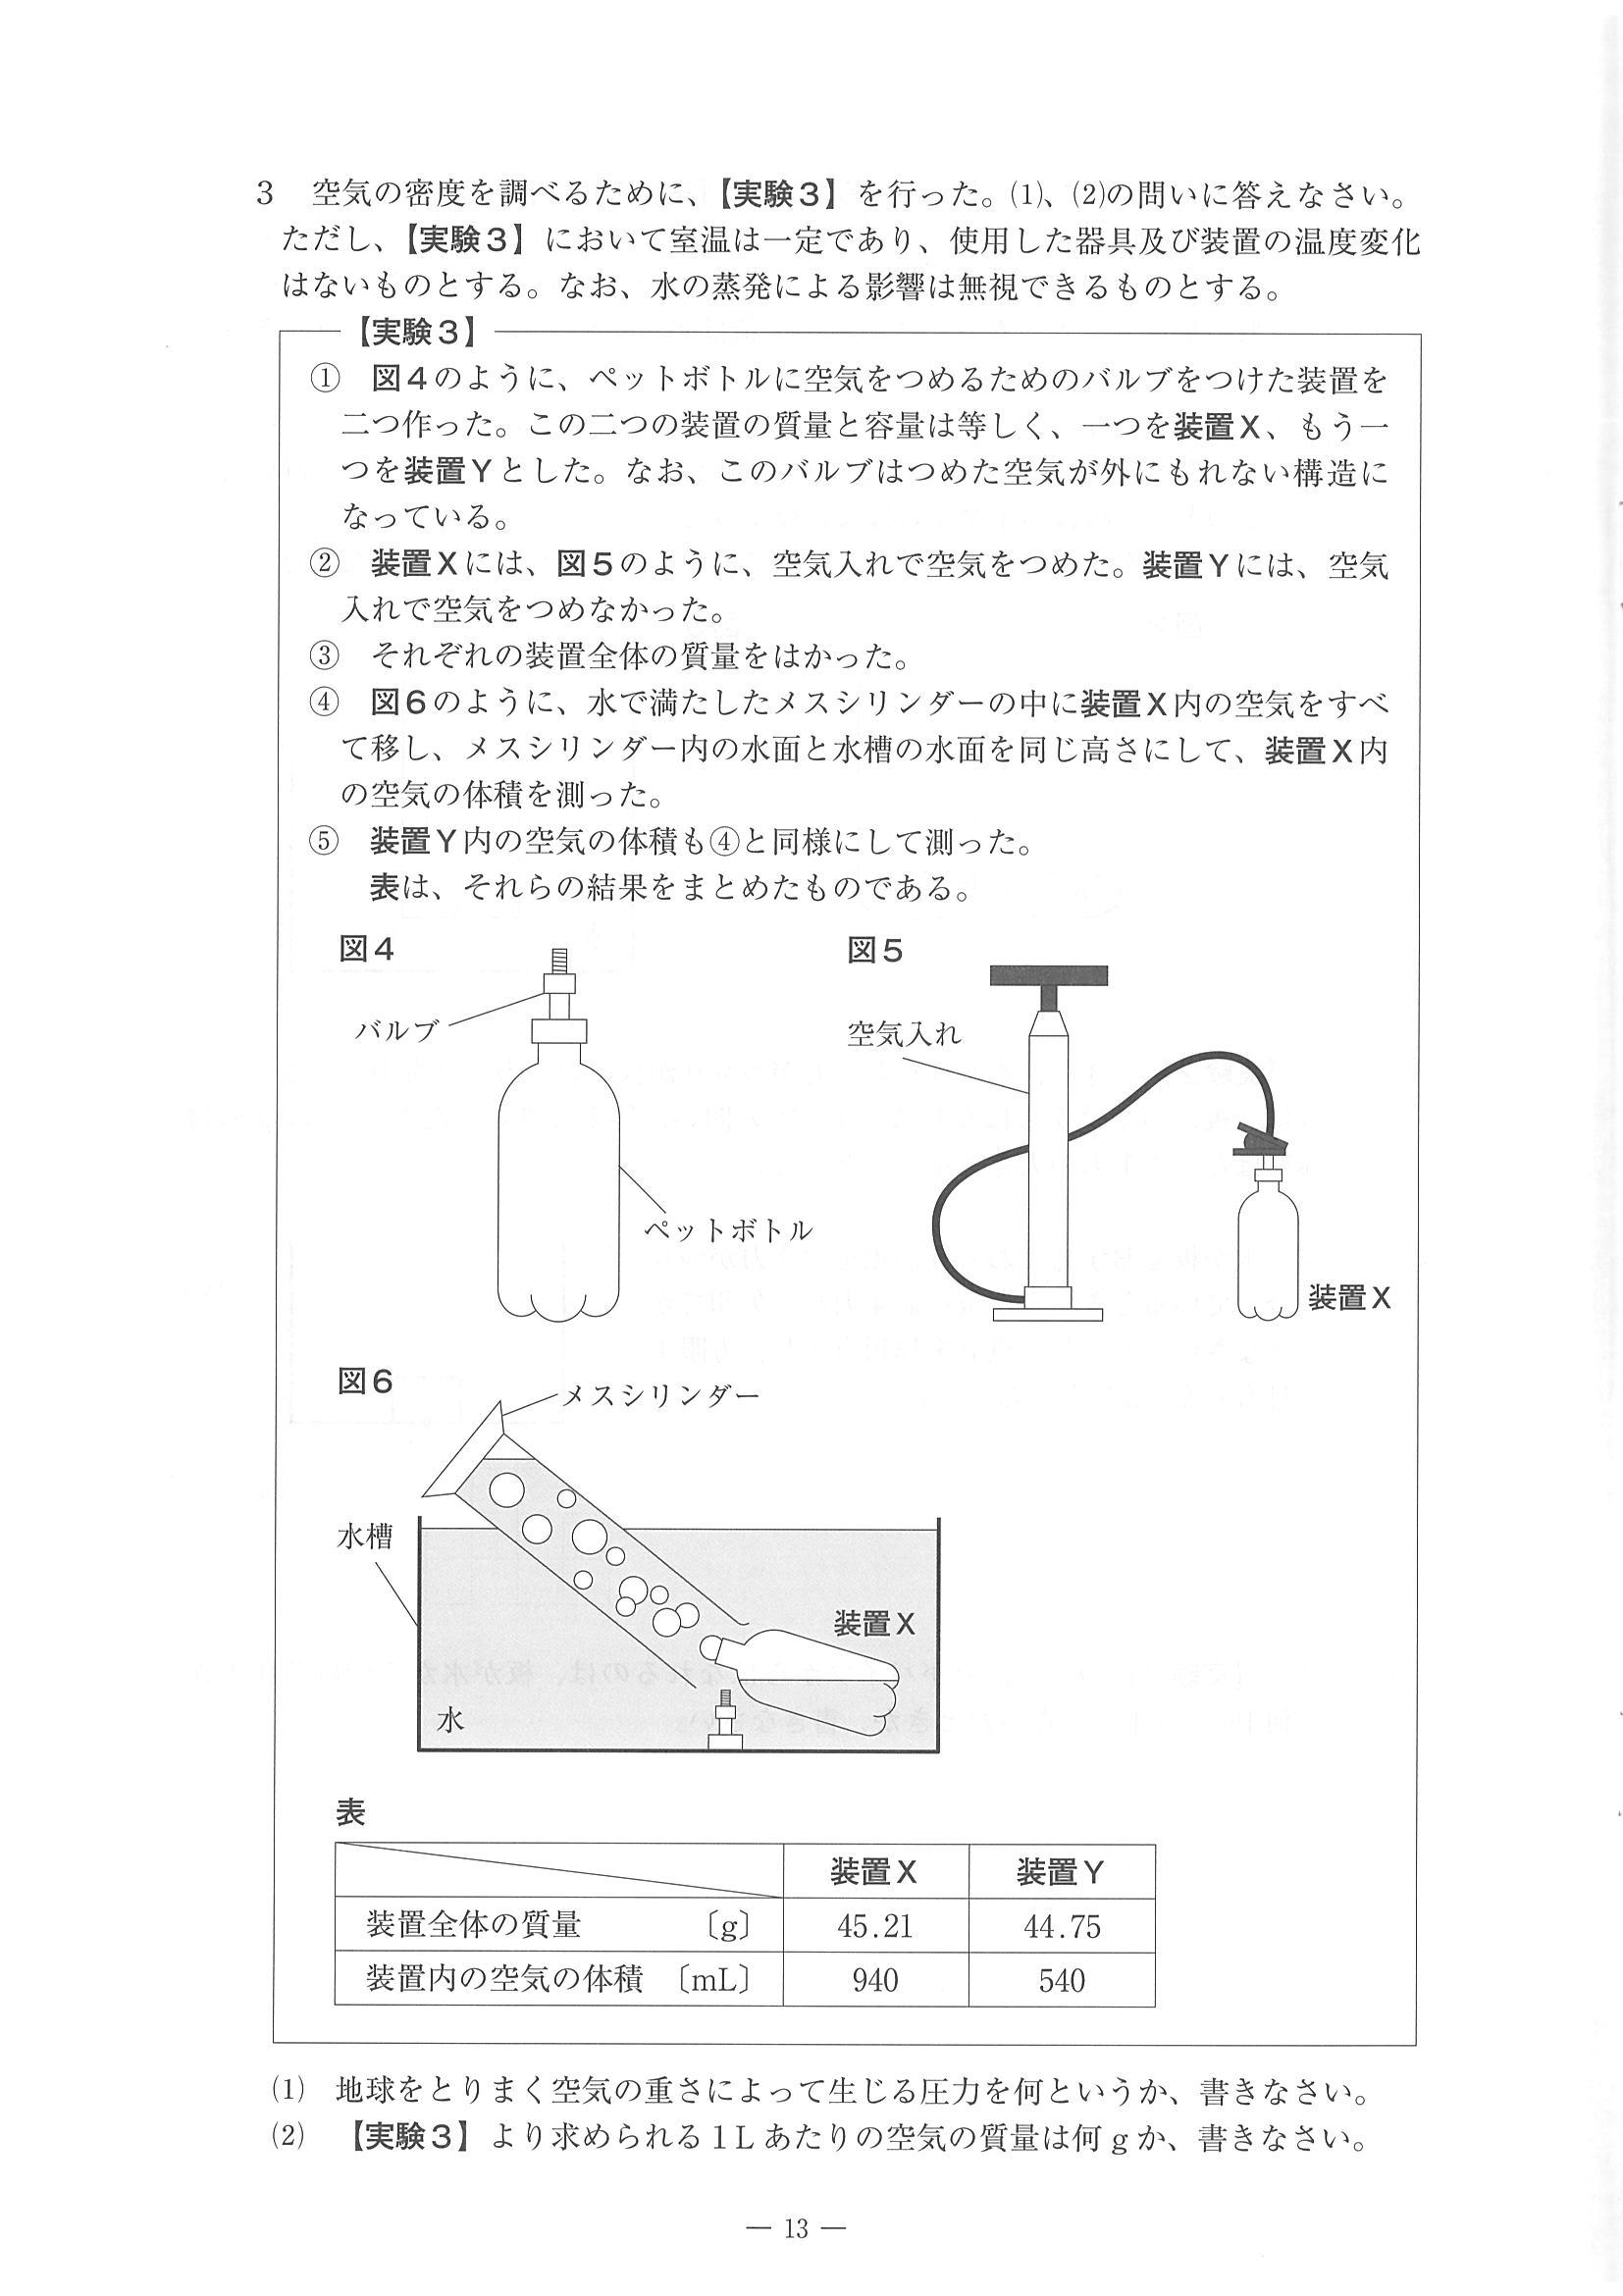 3　空気の密度を調べるために、【実験３】を行った。⑴、⑵の問いに答えなさい。
ただし、【実験３】において室温は一定であり、使用した器具及び装置の温度変化
はないものとする。なお、水の蒸発による影響は無視できるものとする。
【実験３】
①　図４のように、ペットボトルに空気をつめるためのバルブをつけた装置を
二つ作った。この二つの装置の質量と容量は等しく、一つを装置Ｘ、もう一
つを装置Ｙとした。なお、このバルブはつめた空気が外にもれない構造に
なっている。
②　装置Ｘには、図５のように、空気入れで空気をつめた。装置Ｙには、空気
入れで空気をつめなかった。
③　それぞれの装置全体の質量をはかった。
④　図６のように、水で満たしたメスシリンダーの中に装置Ｘ内の空気をすべ
て移し、メスシリンダー内の水面と水槽の水面を同じ高さにして、装置Ｘ内
の空気の体積を測った。
⑤　装置Ｙ内の空気の体積も④と同様にして測った。
表は、それらの結果をまとめたものである。
図４
バルブ
ペットボトル
図５
空気入れ
装置Ｘ
図６
メスシリンダー
水槽
装置Ｘ
水
表
装置Ｘ　装置Ｙ
装置全体の質量　〔g〕　45.21　44.75
装置内の空気の体積　〔mL〕　940　540
⑴　地球をとりまく空気の重さによって生じる圧力を何というか、書きなさい。
⑵　【実験３】より求められる１Ｌあたりの空気の質量は何ｇか、書きなさい。
― 13 ―